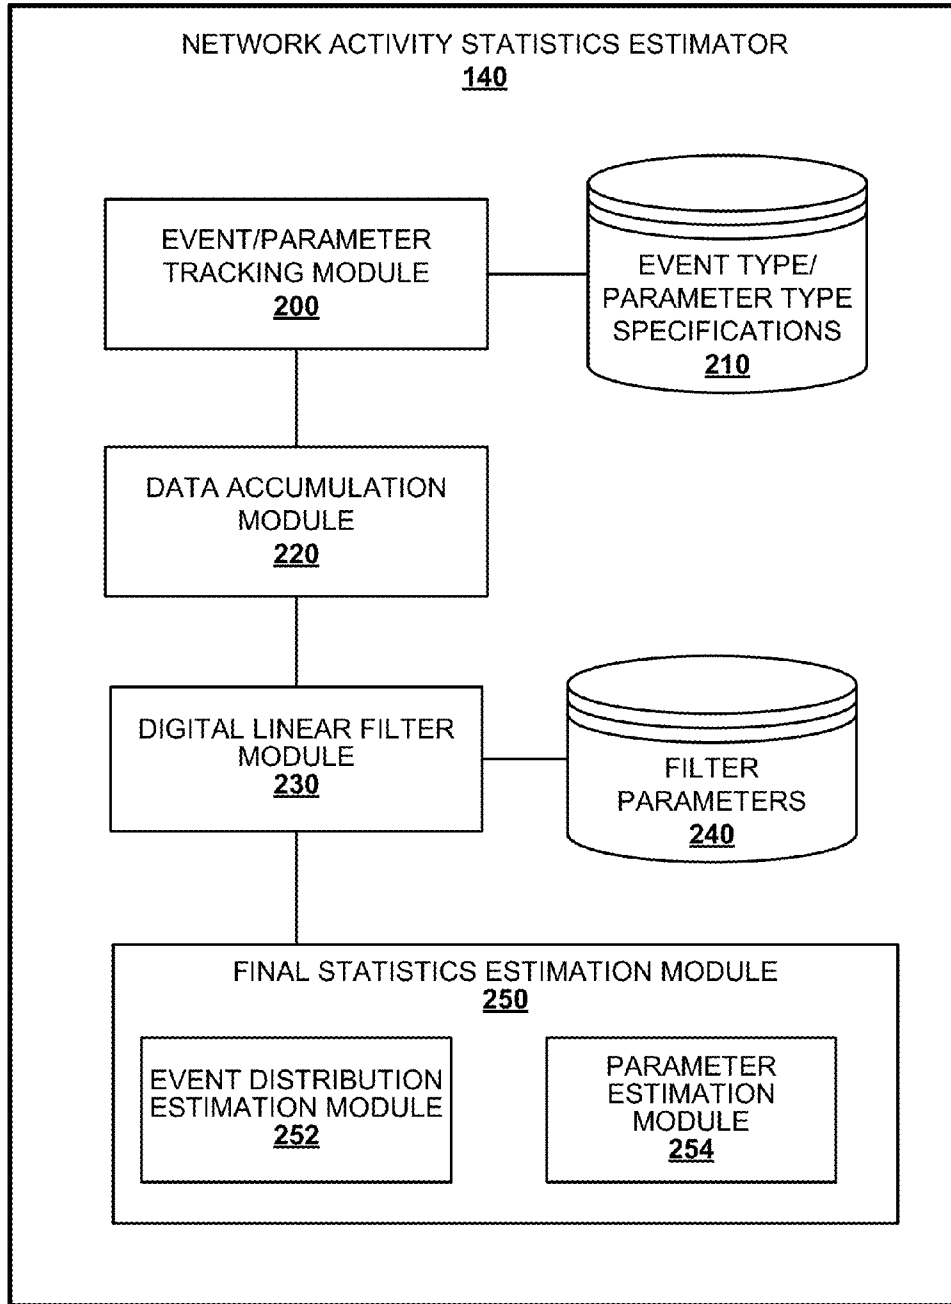 NETWORK ACTIVITY STATISTICS ESTIMATOR
140
EVENT/PARAMETER
TRACKING MODULE
200
EVENT TYPE/
PARAMETER TYPE
SPECIFICATIONS
210
DATA ACCUMULATION
MODULE
220
DIGITAL LINEAR FILTER
MODULE
230
FILTER
PARAMETERS
240
FINAL STATISTICS ESTIMATION MODULE
250
EVENT DISTRIBUTION
ESTIMATION MODULE
252
PARAMETER
ESTIMATION
MODULE
254